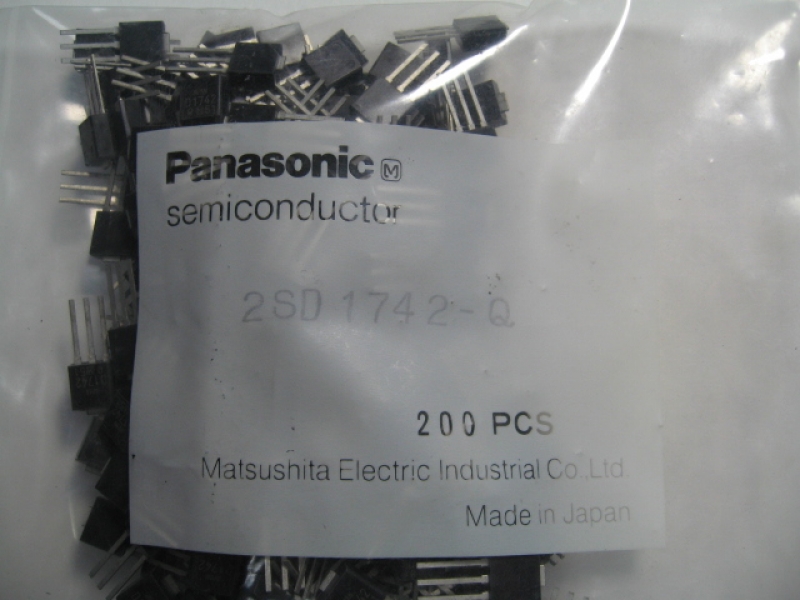 Panasonic M
semiconductor
2SD1742-Q
200 PCS
Matsushita Electric Industrial Co.,Ltd.
Made in Japan